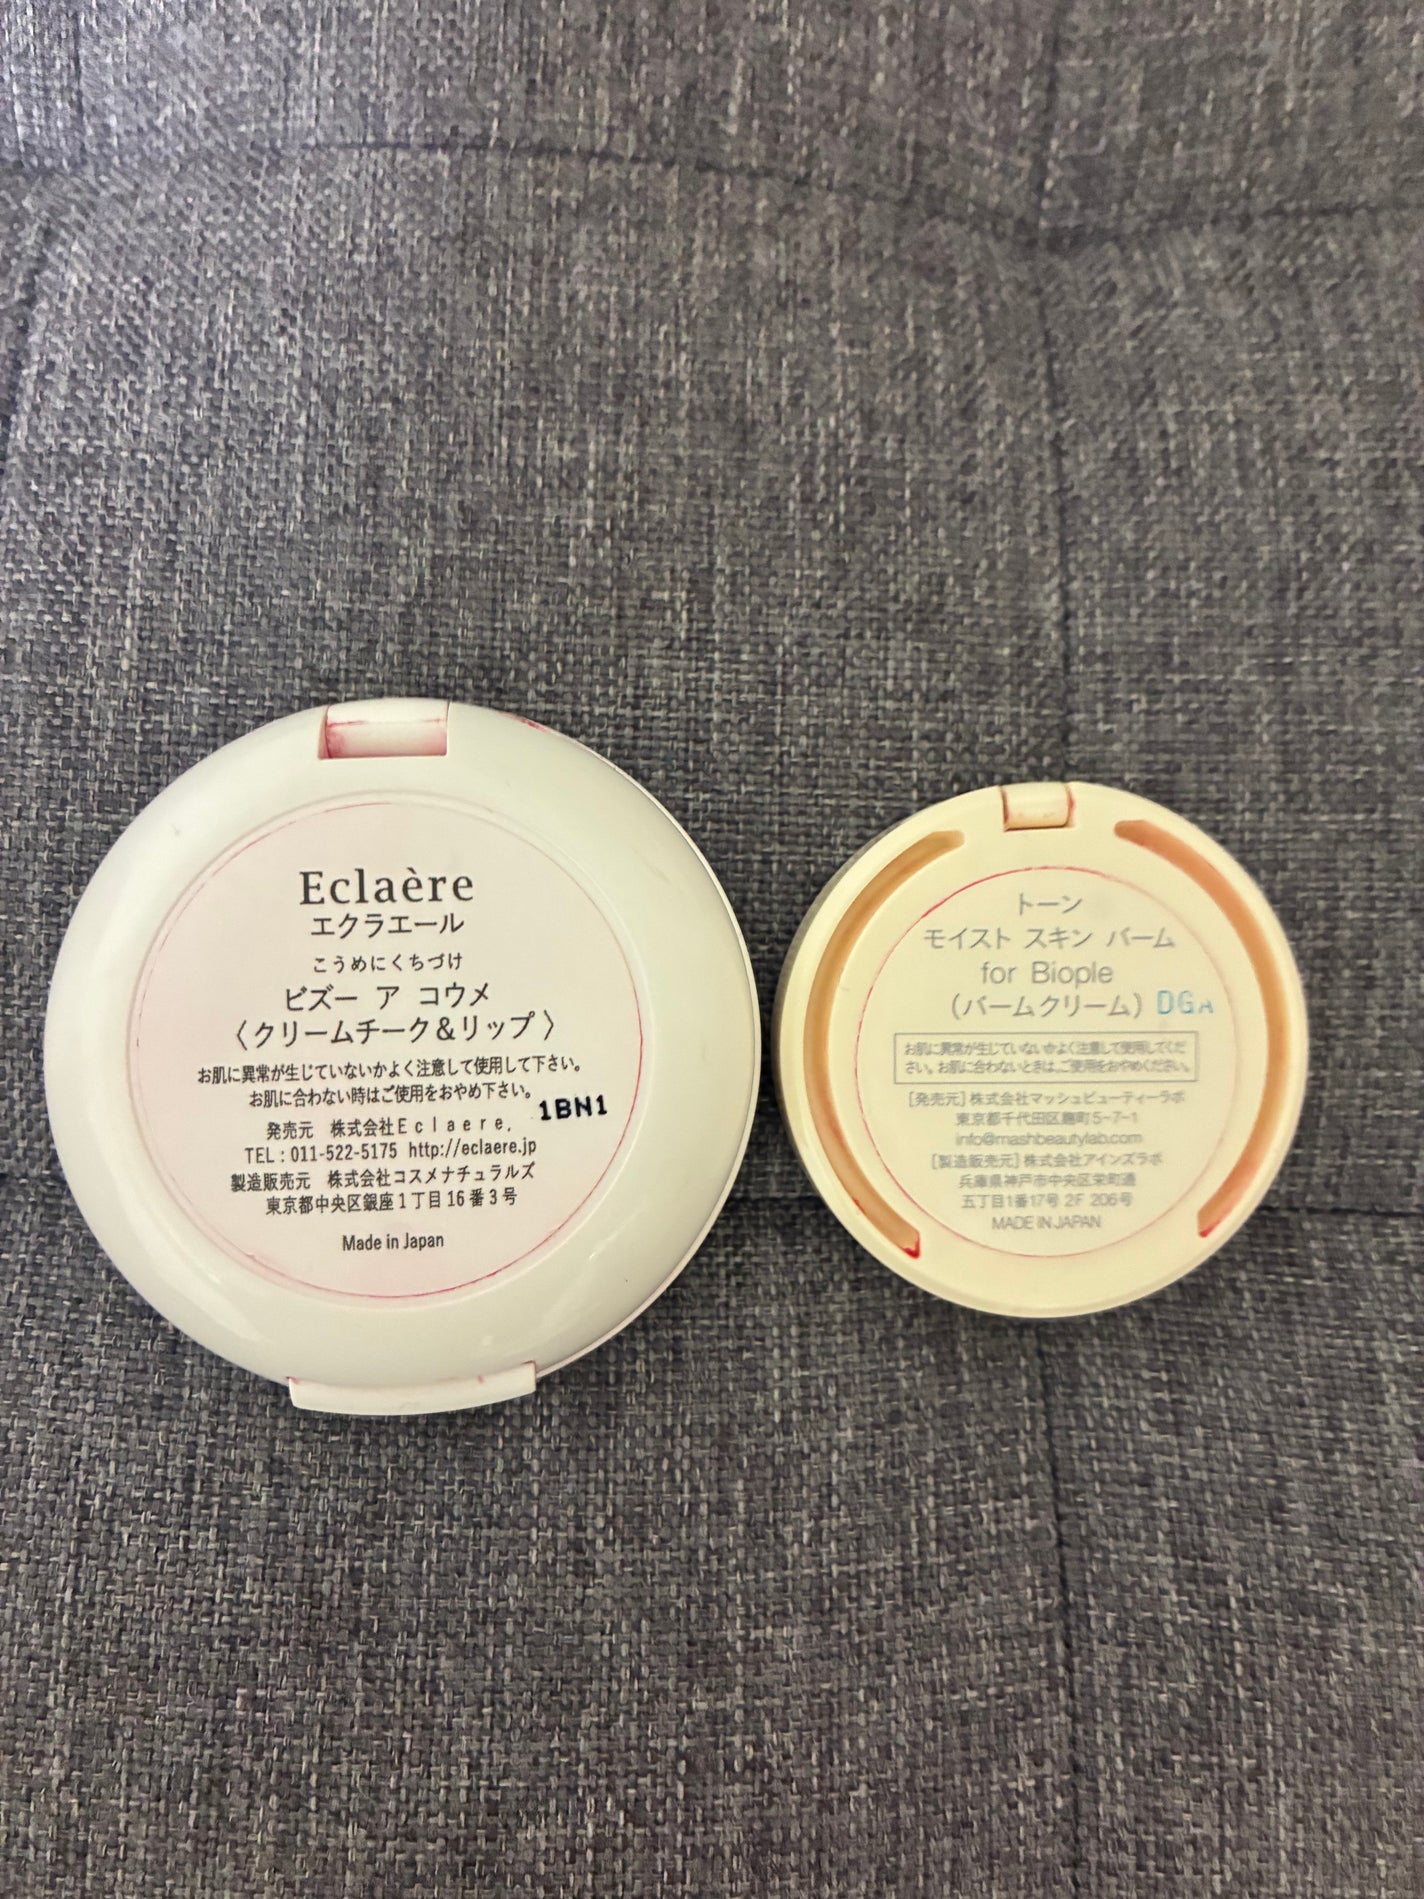 Eclaère
エクラエール
こうめにくちづけ
ビズー ア コウメ
〈クリームチーク＆リップ〉
お肌に異常が生じていないかよく注意して使用して下さい。
お肌に合わない時はご使用をおやめ下さい。
1BN1
発売元 株式会社Eclaere.
TEL : 011-522-5175 http://eclaere.jp
製造販売元 株式会社コスメナチュラルズ
東京都中央区銀座1丁目16番3号
Made in Japan
トーン
モイスト スキン バーム
for Biople
（バームクリーム） DGA
お肌に異常が生じていないかよく注意して使用してくだ
さい。お肌に合わないときは、ご使用をおやめください。
［発売元］株式会社マッシュビューティーラボ
東京都千代田区麹町5-7-1
info@mashbeautylab.com
［製造販売元］株式会社アインズラボ
兵庫県神戸市中央区栄町通
五丁目1番17号 2F 206号
MADE IN JAPAN